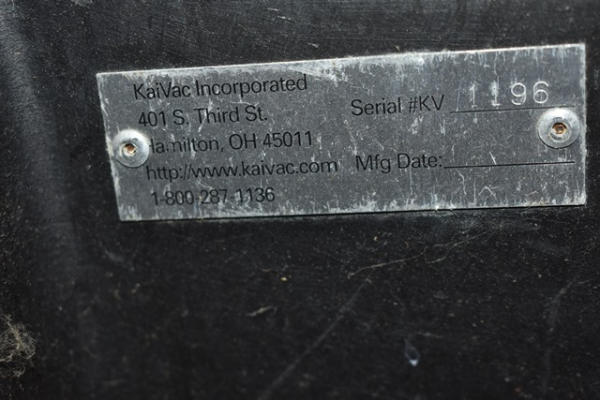 KaiVac Incorporated
401 S. Third St.
Hamilton, OH 45011
http://www.kaivac.com
1-800-287-1136
Serial #KV 1196
Mfg Date: